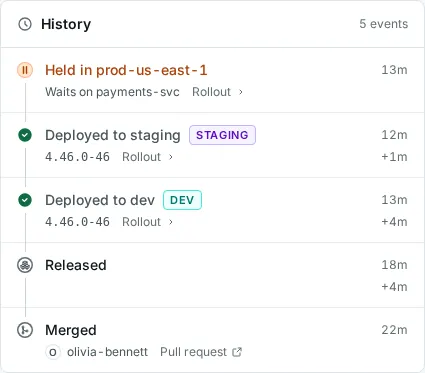 History 5 events
Held in prod-us-east-1 13m
Waits on payments-svc Rollout
Deployed to staging STAGING 12m
4.46.0-46 Rollout +1m
Deployed to dev DEV 13m
4.46.0-46 Rollout +4m
Released 18m
+4m
Merged 22m
O olivia-bennett Pull request